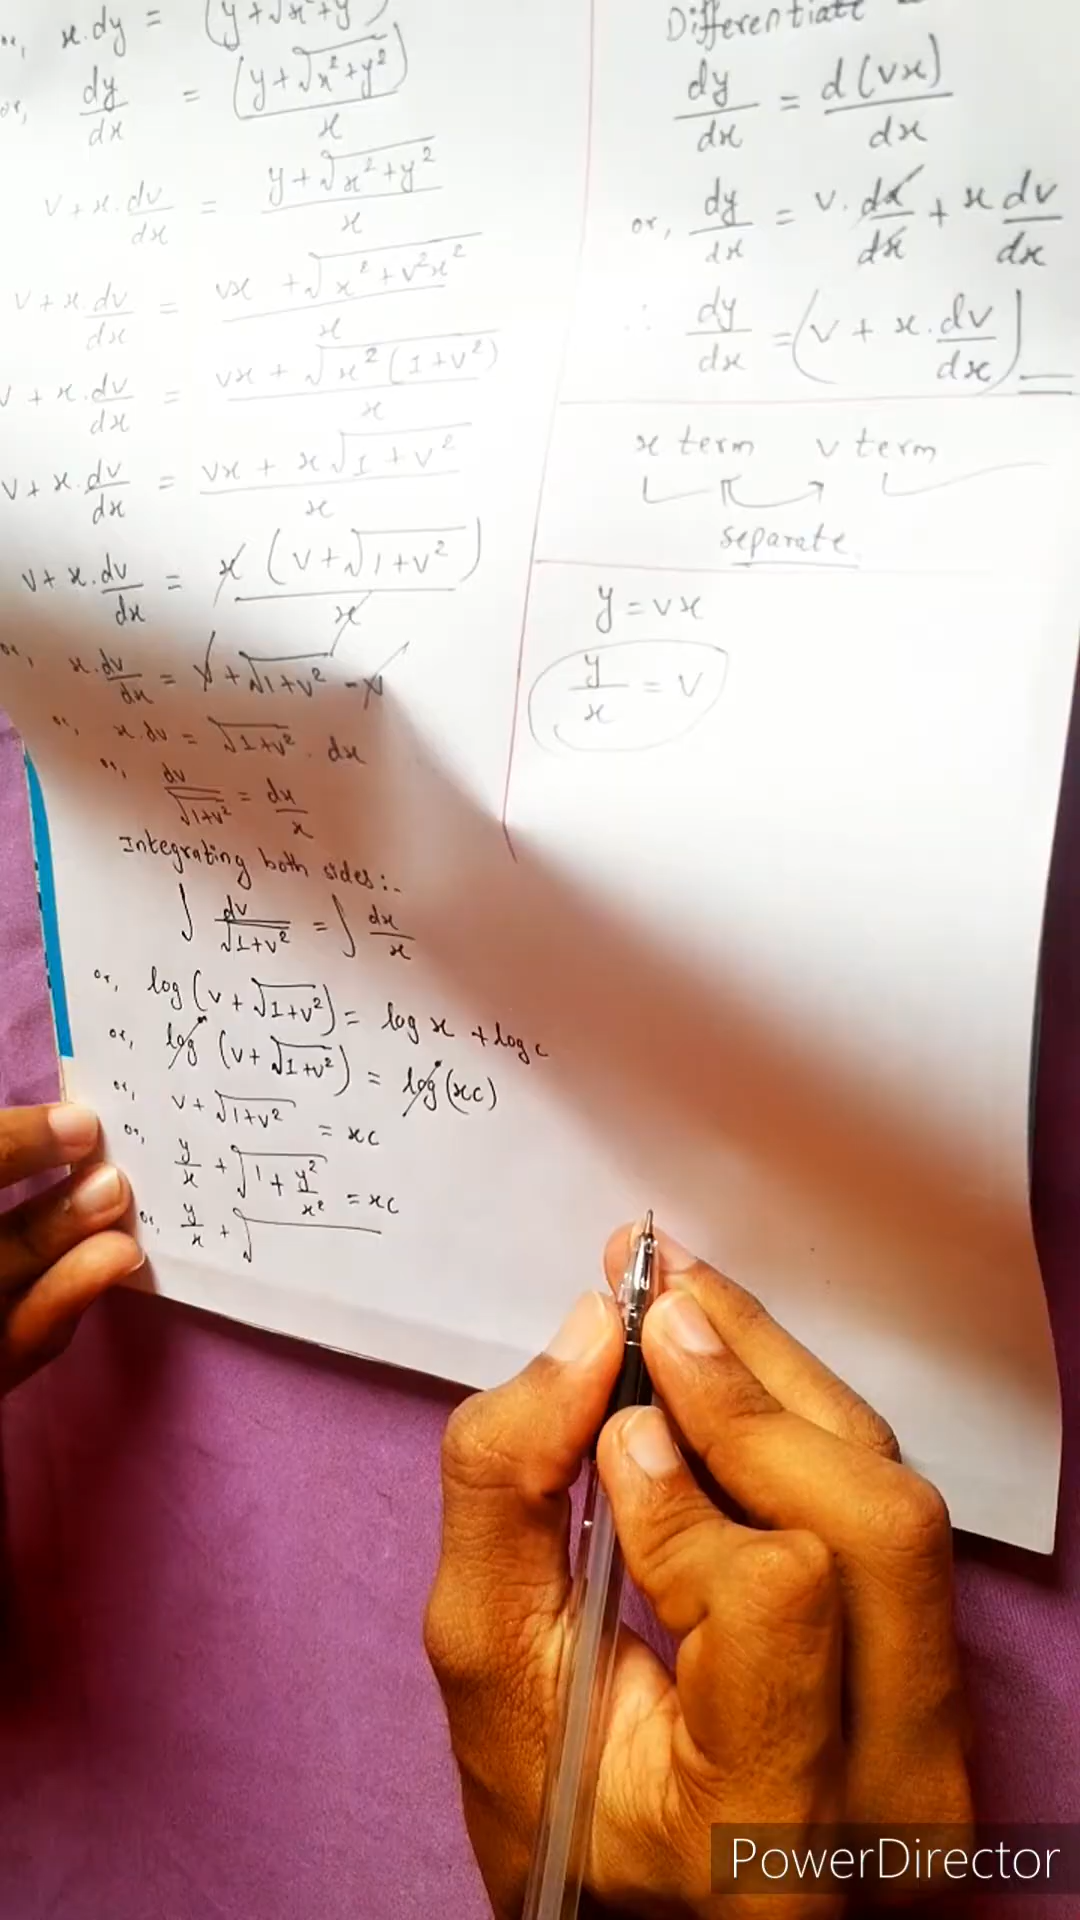 or, x.dy = (y+√x²+y²)
or, dy/dx = (y+√x²+y²)/x
v+x.dv/dx = y+√x²+y²/x
v+x.dv/dx = vx+√x²+v²x²/x
v+x.dv/dx = vx+√x²(1+v²)/x
v+x.dv/dx = vx+x√1+v²/x
v+x.dv/dx = x(v+√1+v²)/x
or, x.dv/dx = v+√1+v² -v
or, x.dv = √1+v² . dx
or, dv/√1+v² = dx/x
Integrating both sides:-
∫ dv/√1+v² = ∫ dx/x
or, log(v+√1+v²) = log x + log c
or, log (v+√1+v²) = log(xc)
or, v+√1+v² = xc
or, y/x + √1+y²/x² = xc
or, y/x + √
Differentiate
dy/dx = d(vx)/dx
or, dy/dx = v.dx/dx + x dv/dx
∴ dy/dx = (v + x.dv/dx)
x term v term
separate
y = vx
y/x = v
PowerDirector